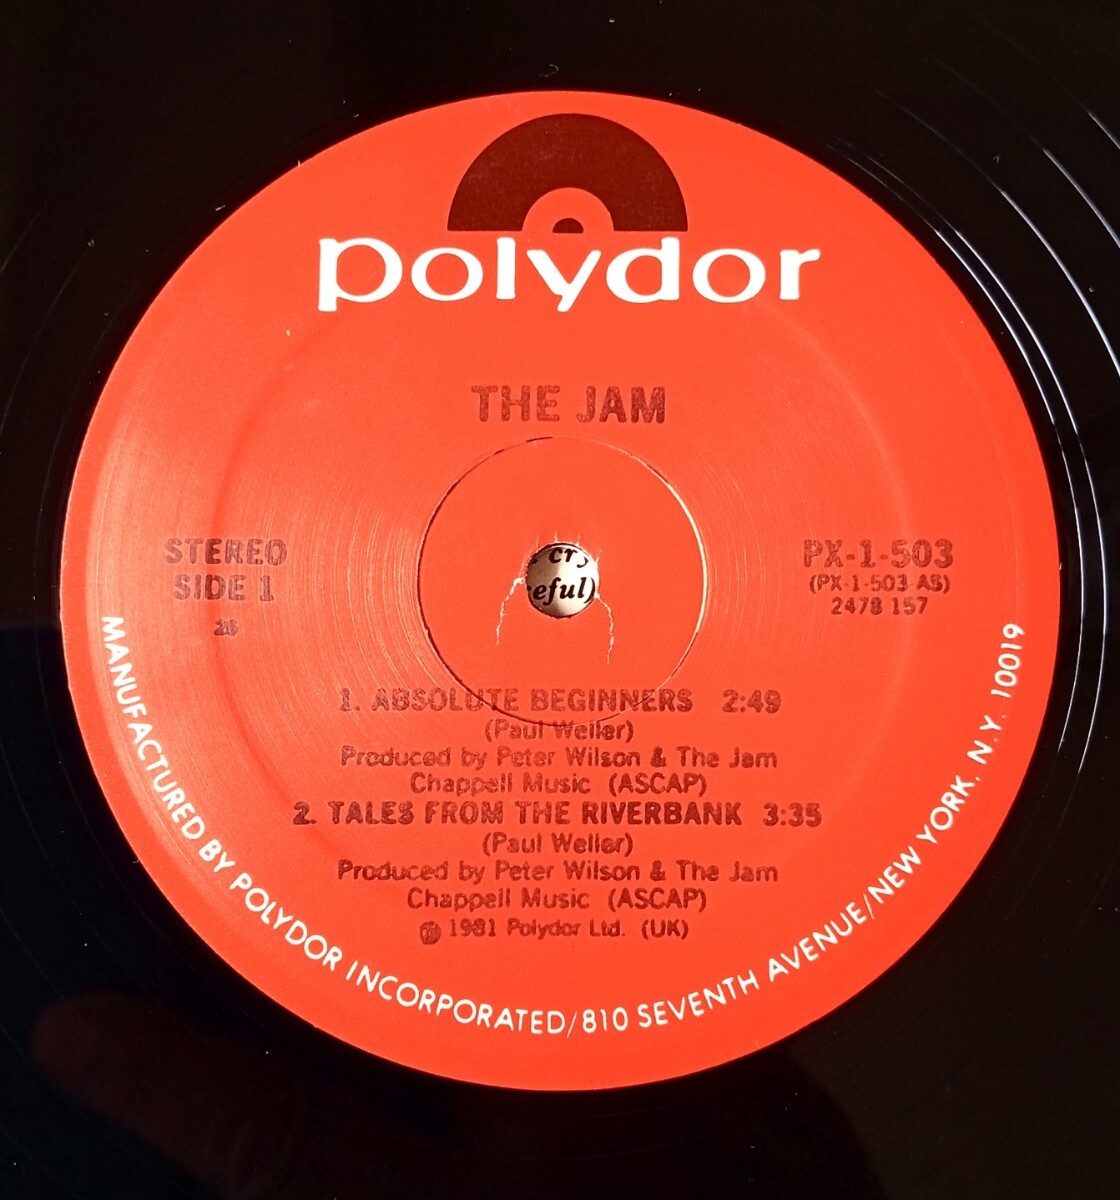 polydor
THE JAM
STEREO
SIDE 1
26
PX-1-503
(PX-1-503 AS)
2478 157
cry
eful)
1. ABSOLUTE BEGINNERS 2:49
(Paul Weller)
Produced by Peter Wilson & The Jam
Chappell Music (ASCAP)
2. TALES FROM THE RIVERBANK 3:35
(Paul Weller)
Produced by Peter Wilson & The Jam
Chappell Music (ASCAP)
℗ 1981 Polydor Ltd. (UK)
MANUFACTURED BY POLYDOR INCORPORATED/810 SEVENTH AVENUE/NEW YORK, N.Y. 10019